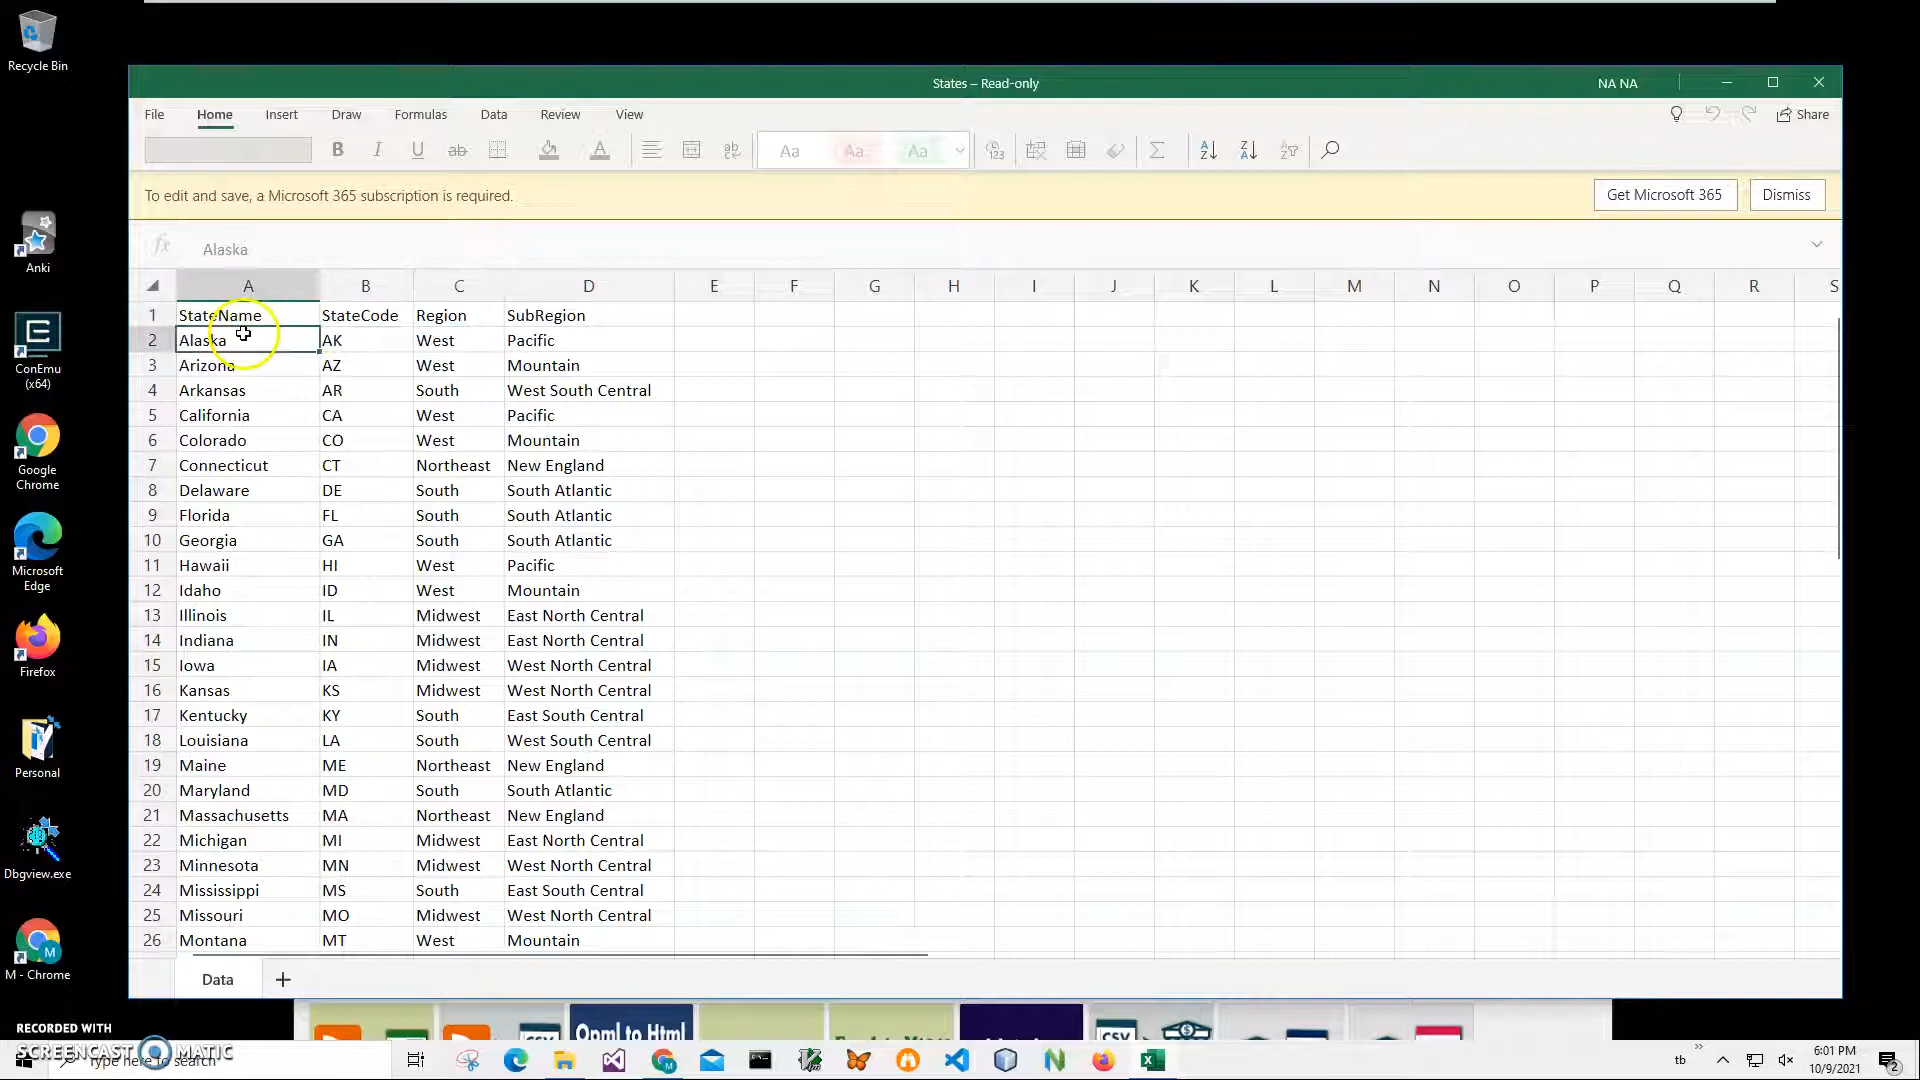 Recycle Bin
States – Read-only
NA NA
File Home Insert Draw Formulas Data Review View
Share
To edit and save, a Microsoft 365 subscription is required.
Get Microsoft 365
Dismiss
fx Alaska
A B C D E F G H I J K L M N O P Q R S
1 StateName StateCode Region SubRegion
2 Alaska AK West Pacific
3 Arizona AZ West Mountain
4 Arkansas AR South West South Central
5 California CA West Pacific
6 Colorado CO West Mountain
7 Connecticut CT Northeast New England
8 Delaware DE South South Atlantic
9 Florida FL South South Atlantic
10 Georgia GA South South Atlantic
11 Hawaii HI West Pacific
12 Idaho ID West Mountain
13 Illinois IL Midwest East North Central
14 Indiana IN Midwest East North Central
15 Iowa IA Midwest West North Central
16 Kansas KS Midwest West North Central
17 Kentucky KY South East South Central
18 Louisiana LA South West South Central
19 Maine ME Northeast New England
20 Maryland MD South South Atlantic
21 Massachusetts MA Northeast New England
22 Michigan MI Midwest East North Central
23 Minnesota MN Midwest West North Central
24 Mississippi MS South East South Central
25 Missouri MO Midwest West North Central
26 Montana MT West Mountain
Data
Anki
ConEmu
(x64)
Google
Chrome
Microsoft
Edge
Firefox
Personal
Dbgview.exe
M - Chrome
Opml to Html
CSV
CSV
RECORDED WITH
SCREENCAST MATIC
Type here to search
tb
6:01 PM
10/9/2021
2